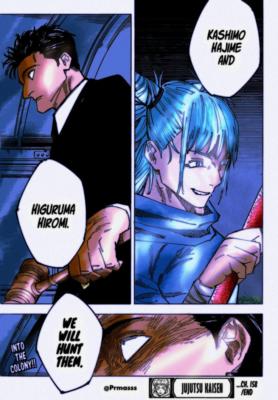 KASHIMO
HAJIME
AND
HIGURUMA
HIROMI.
WE
WILL
HUNT
THEM.
INTO
THE
COLONY!!
@Prmasss
JUJUTSU KAISEN
...CH. 158
/END